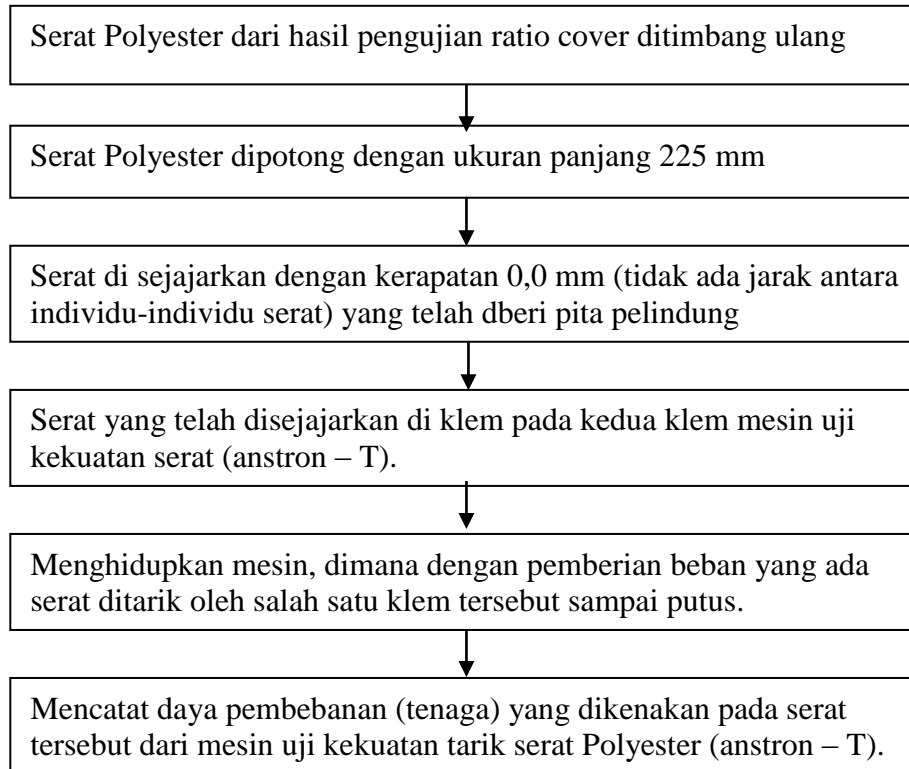 Serat Polyester dari hasil pengujian ratio cover ditimbang ulang
Serat Polyester dipotong dengan ukuran panjang 225 mm
Serat di sejajarkan dengan kerapatan 0,0 mm (tidak ada jarak antara
individu-individu serat) yang telah dberi pita pelindung
Serat yang telah disejajarkan di klem pada kedua klem mesin uji
kekuatan serat (anstron – T).
Menghidupkan mesin, dimana dengan pemberian beban yang ada
serat ditarik oleh salah satu klem tersebut sampai putus.
Mencatat daya pembebanan (tenaga) yang dikenakan pada serat
tersebut dari mesin uji kekuatan tarik serat Polyester (anstron – T).